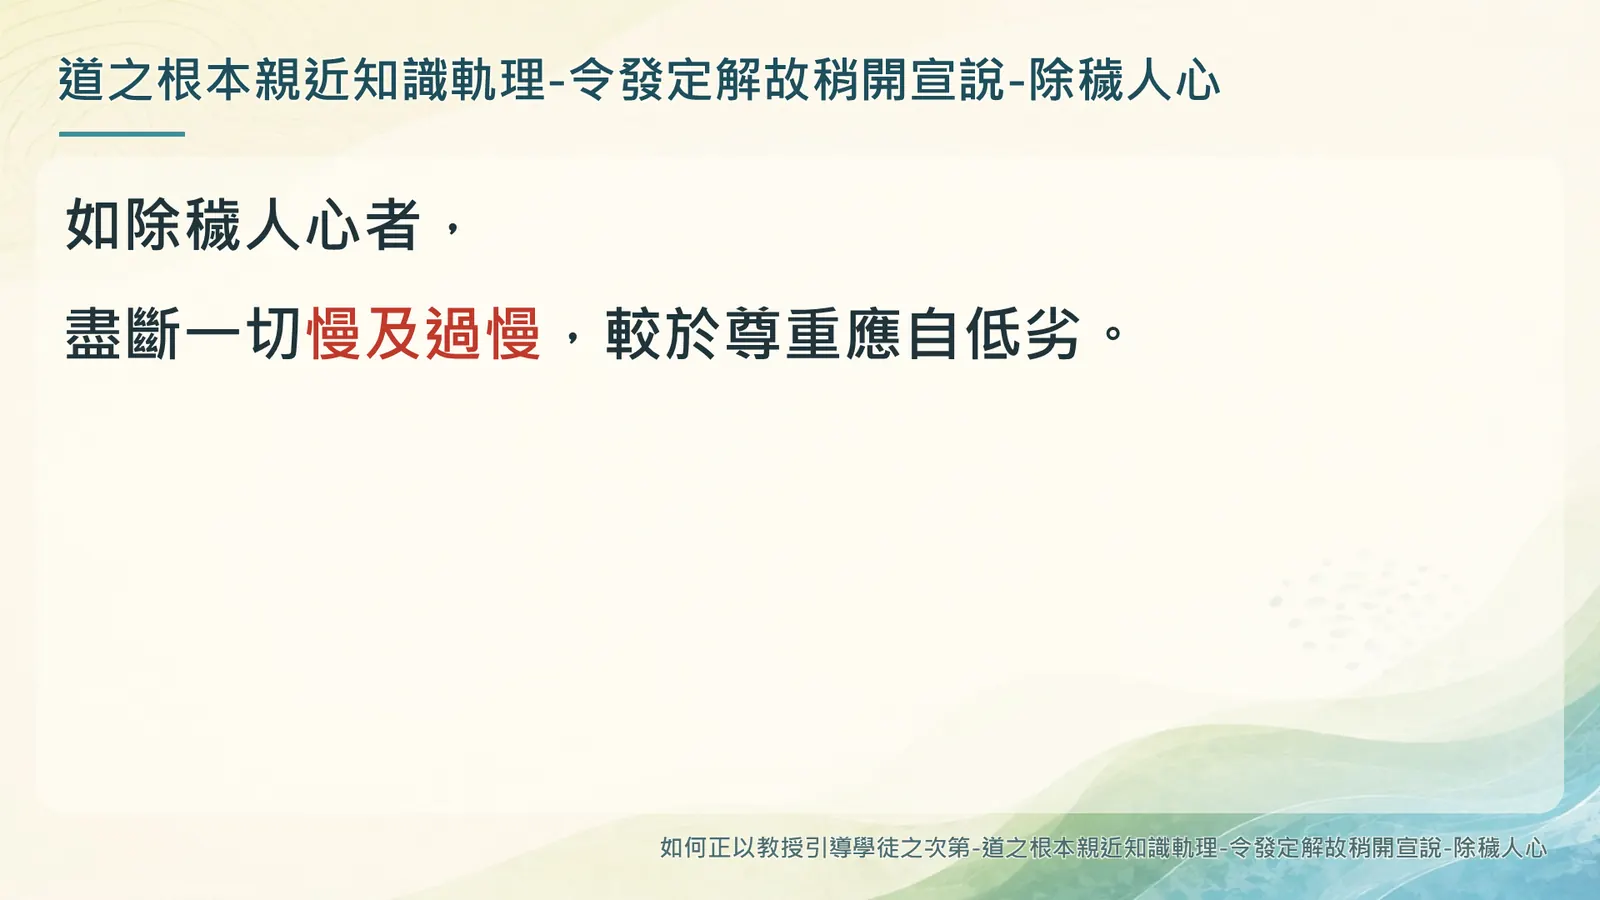 道之根本親近知識軌理-令發定解故稍開宣說-除穢人心
如除穢人心者，
盡斷一切慢及過慢，較於尊重應自低劣。
如何正以教授引導學徒之次第-道之根本親近知識軌理-令發定解故稍開宣說-除穢人心